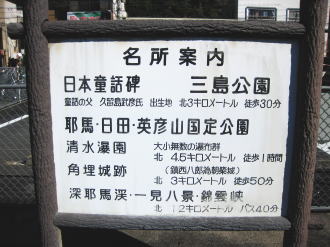 名所案内
日本童話碑 三島公園
童話の父 久留島武彦氏 出生地 北3キロメートル 徒歩30分
耶馬・日田・英彦山国定公園
清水瀑園 大小無数の瀑布群
北 4.5キロメートル 徒歩1時間
角埋城跡 (鎮西八郎為朝築城)
北 3キロメートル 徒歩50分
深耶馬渓・一見八景・錦雲峡
北 12キロメートル バス40分